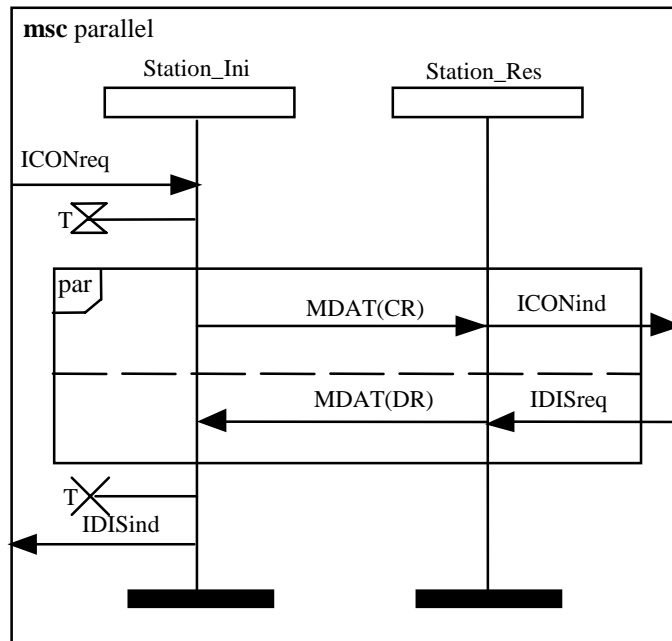 msc parallel
Station_Ini
Station_Res
ICONreq
T
par
MDAT(CR)
ICONind
MDAT(DR)
IDISreq
T
IDISind